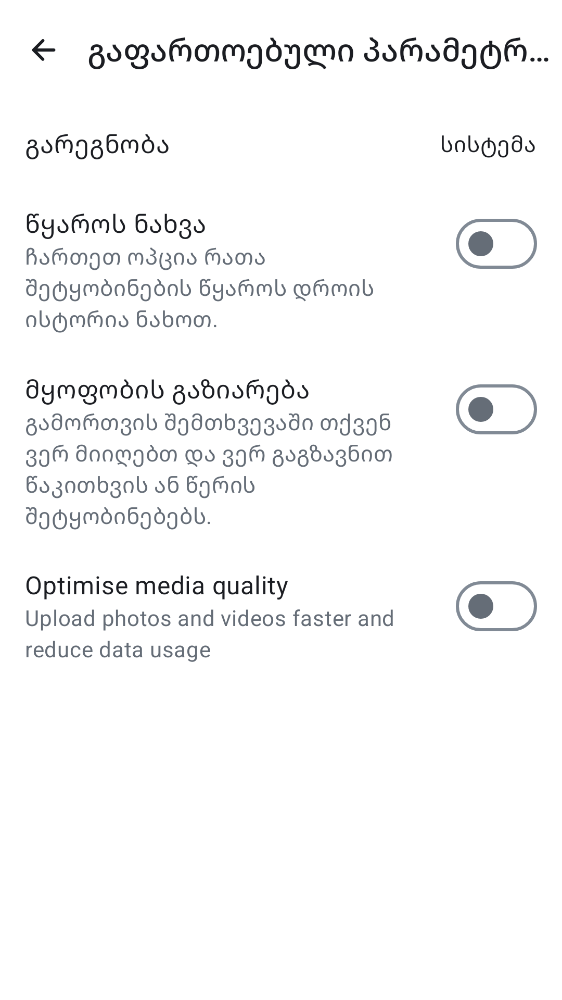 გაფართოებული პარამეტრ...
გარეგნობა
სისტემა
წყაროს ნახვა
ჩართეთ ოპცია რათა
შეტყობინების წყაროს დროის
ისტორია ნახოთ.
მყოფობის გაზიარება
გამორთვის შემთხვევაში თქვენ
ვერ მიიღებთ და ვერ გაგზავნით
წაკითხვის ან წერის
შეტყობინებებს.
Optimise media quality
Upload photos and videos faster and
reduce data usage